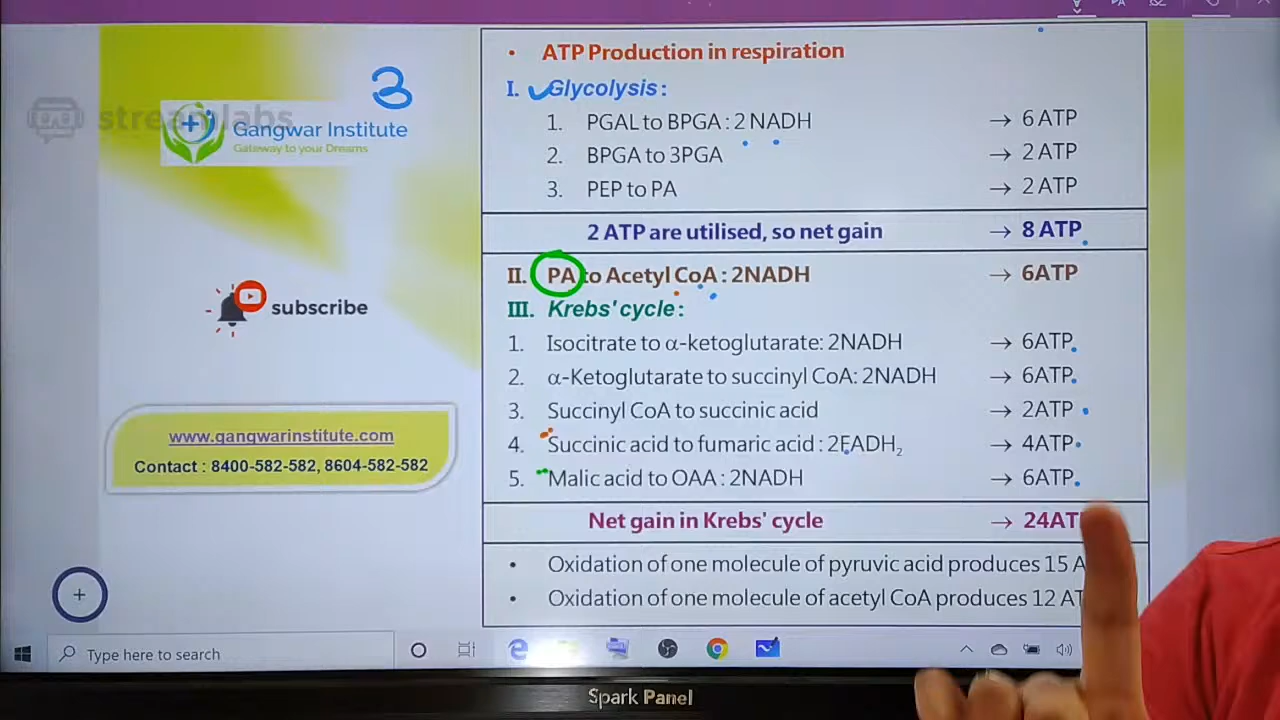 streamlabs
3
Gangwar Institute
Gateway to your Dreams
subscribe
www.gangwarinstitute.com
Contact : 8400-582-582, 8604-582-582
• ATP Production in respiration
I. Glycolysis :
1. PGAL to BPGA : 2 NADH → 6 ATP
2. BPGA to 3PGA → 2 ATP
3. PEP to PA → 2 ATP
2 ATP are utilised, so net gain → 8 ATP
II. PA to Acetyl CoA : 2NADH → 6ATP
III. Krebs' cycle :
1. Isocitrate to α-ketoglutarate: 2NADH → 6ATP
2. α-Ketoglutarate to succinyl CoA: 2NADH → 6ATP
3. Succinyl CoA to succinic acid → 2ATP
4. Succinic acid to fumaric acid : 2FADH₂ → 4ATP
5. Malic acid to OAA : 2NADH → 6ATP
Net gain in Krebs' cycle → 24AT
• Oxidation of one molecule of pyruvic acid produces 15 A
• Oxidation of one molecule of acetyl CoA produces 12 AT
Type here to search
Spark Panel